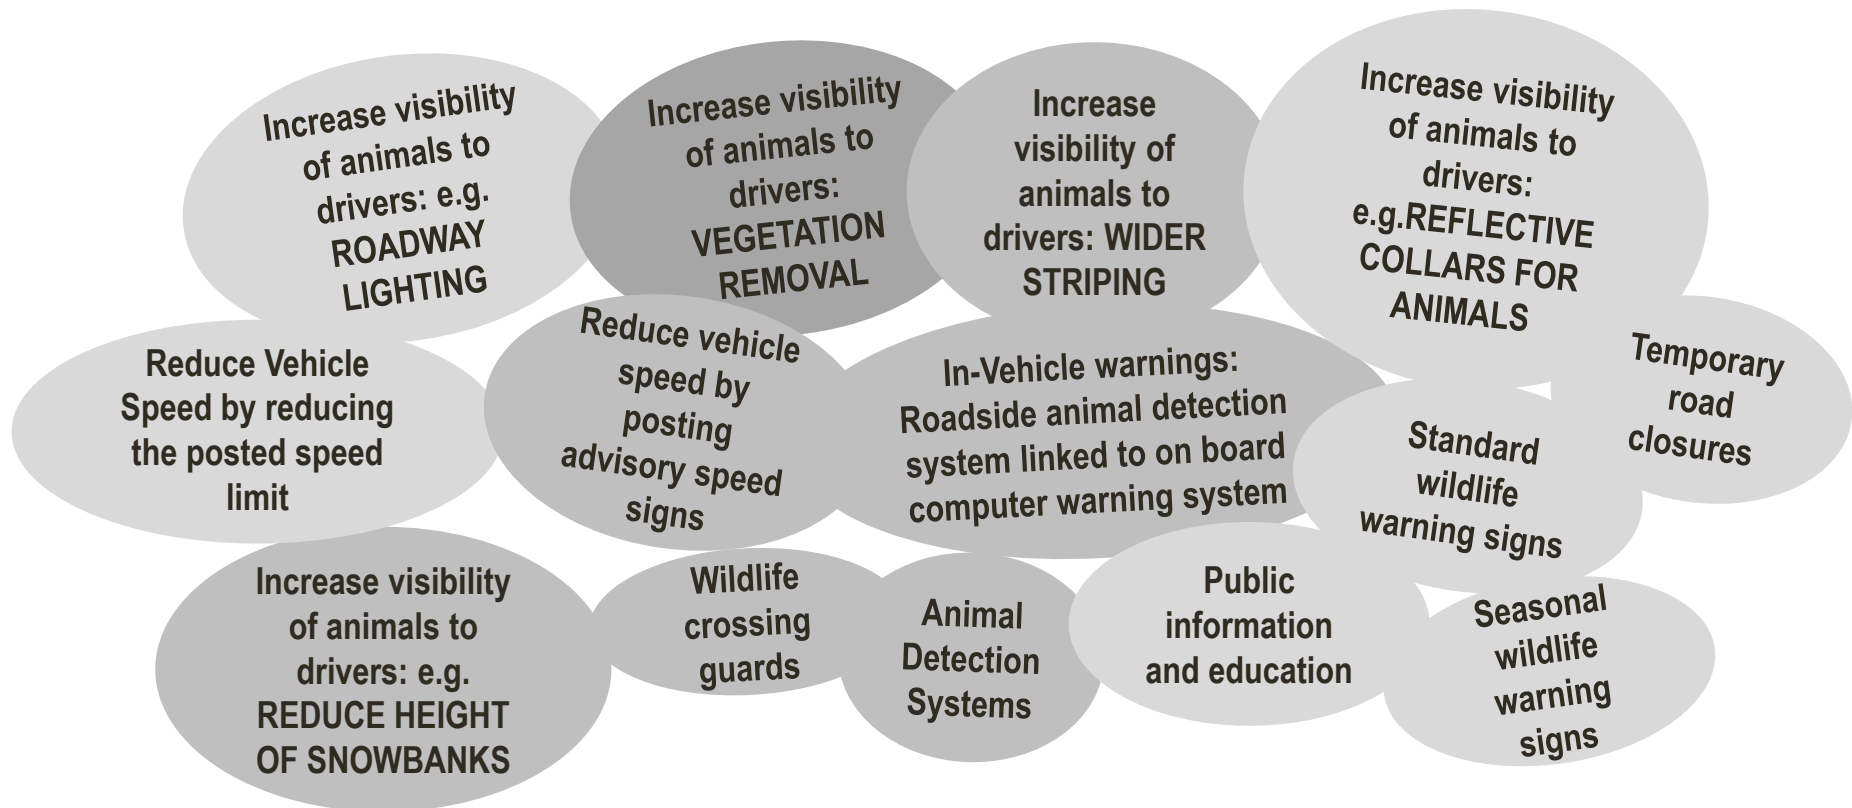 Increase visibility
of animals to
drivers: e.g.
ROADWAY
LIGHTING
Increase visibility
of animals to
drivers:
VEGETATION
REMOVAL
Increase
visibility of
animals to
drivers: WIDER
STRIPING
Increase visibility
of animals to
drivers:
e.g.REFLECTIVE
COLLARS FOR
ANIMALS
Reduce Vehicle
Speed by reducing
the posted speed
limit
Reduce vehicle
speed by
posting
advisory speed
signs
In-Vehicle warnings:
Roadside animal detection
system linked to on board
computer warning system
Standard
wildlife
warning signs
Temporary
road
closures
Increase visibility
of animals to
drivers: e.g.
REDUCE HEIGHT
OF SNOWBANKS
Wildlife
crossing
guards
Animal
Detection
Systems
Public
information
and education
Seasonal
wildlife
warning
signs